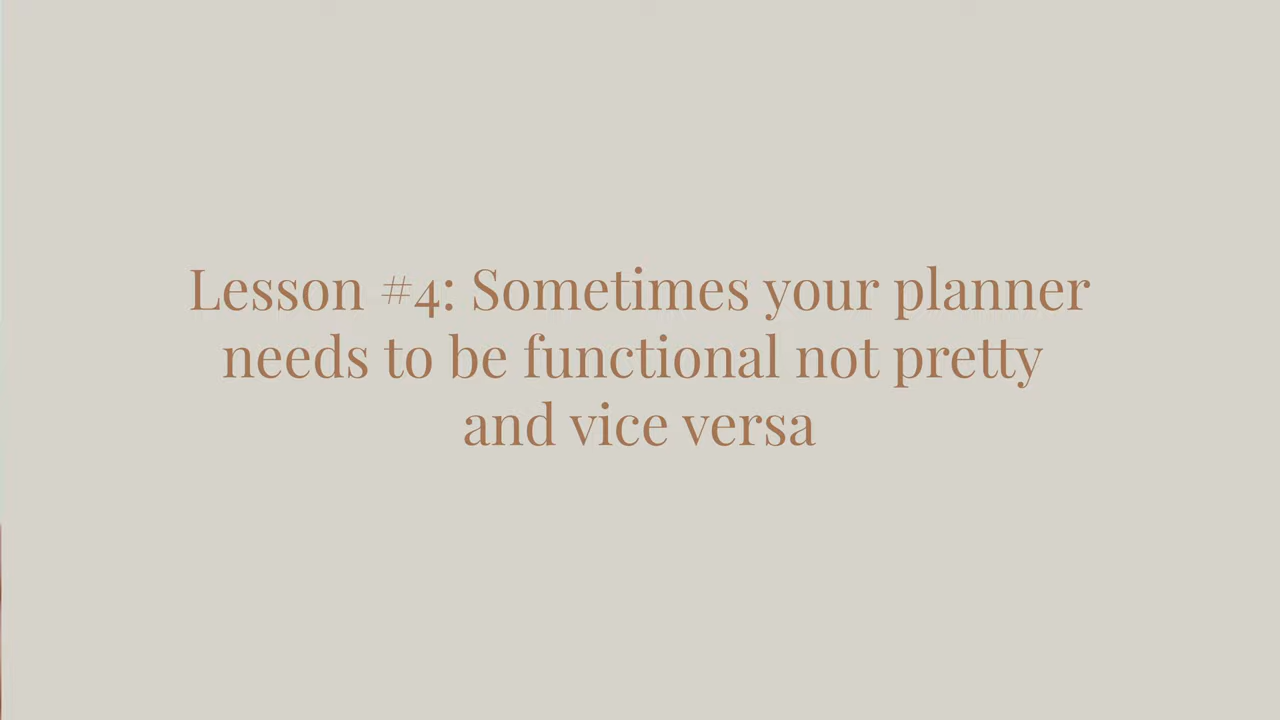 Lesson #4: Sometimes your planner
needs to be functional not pretty
and vice versa